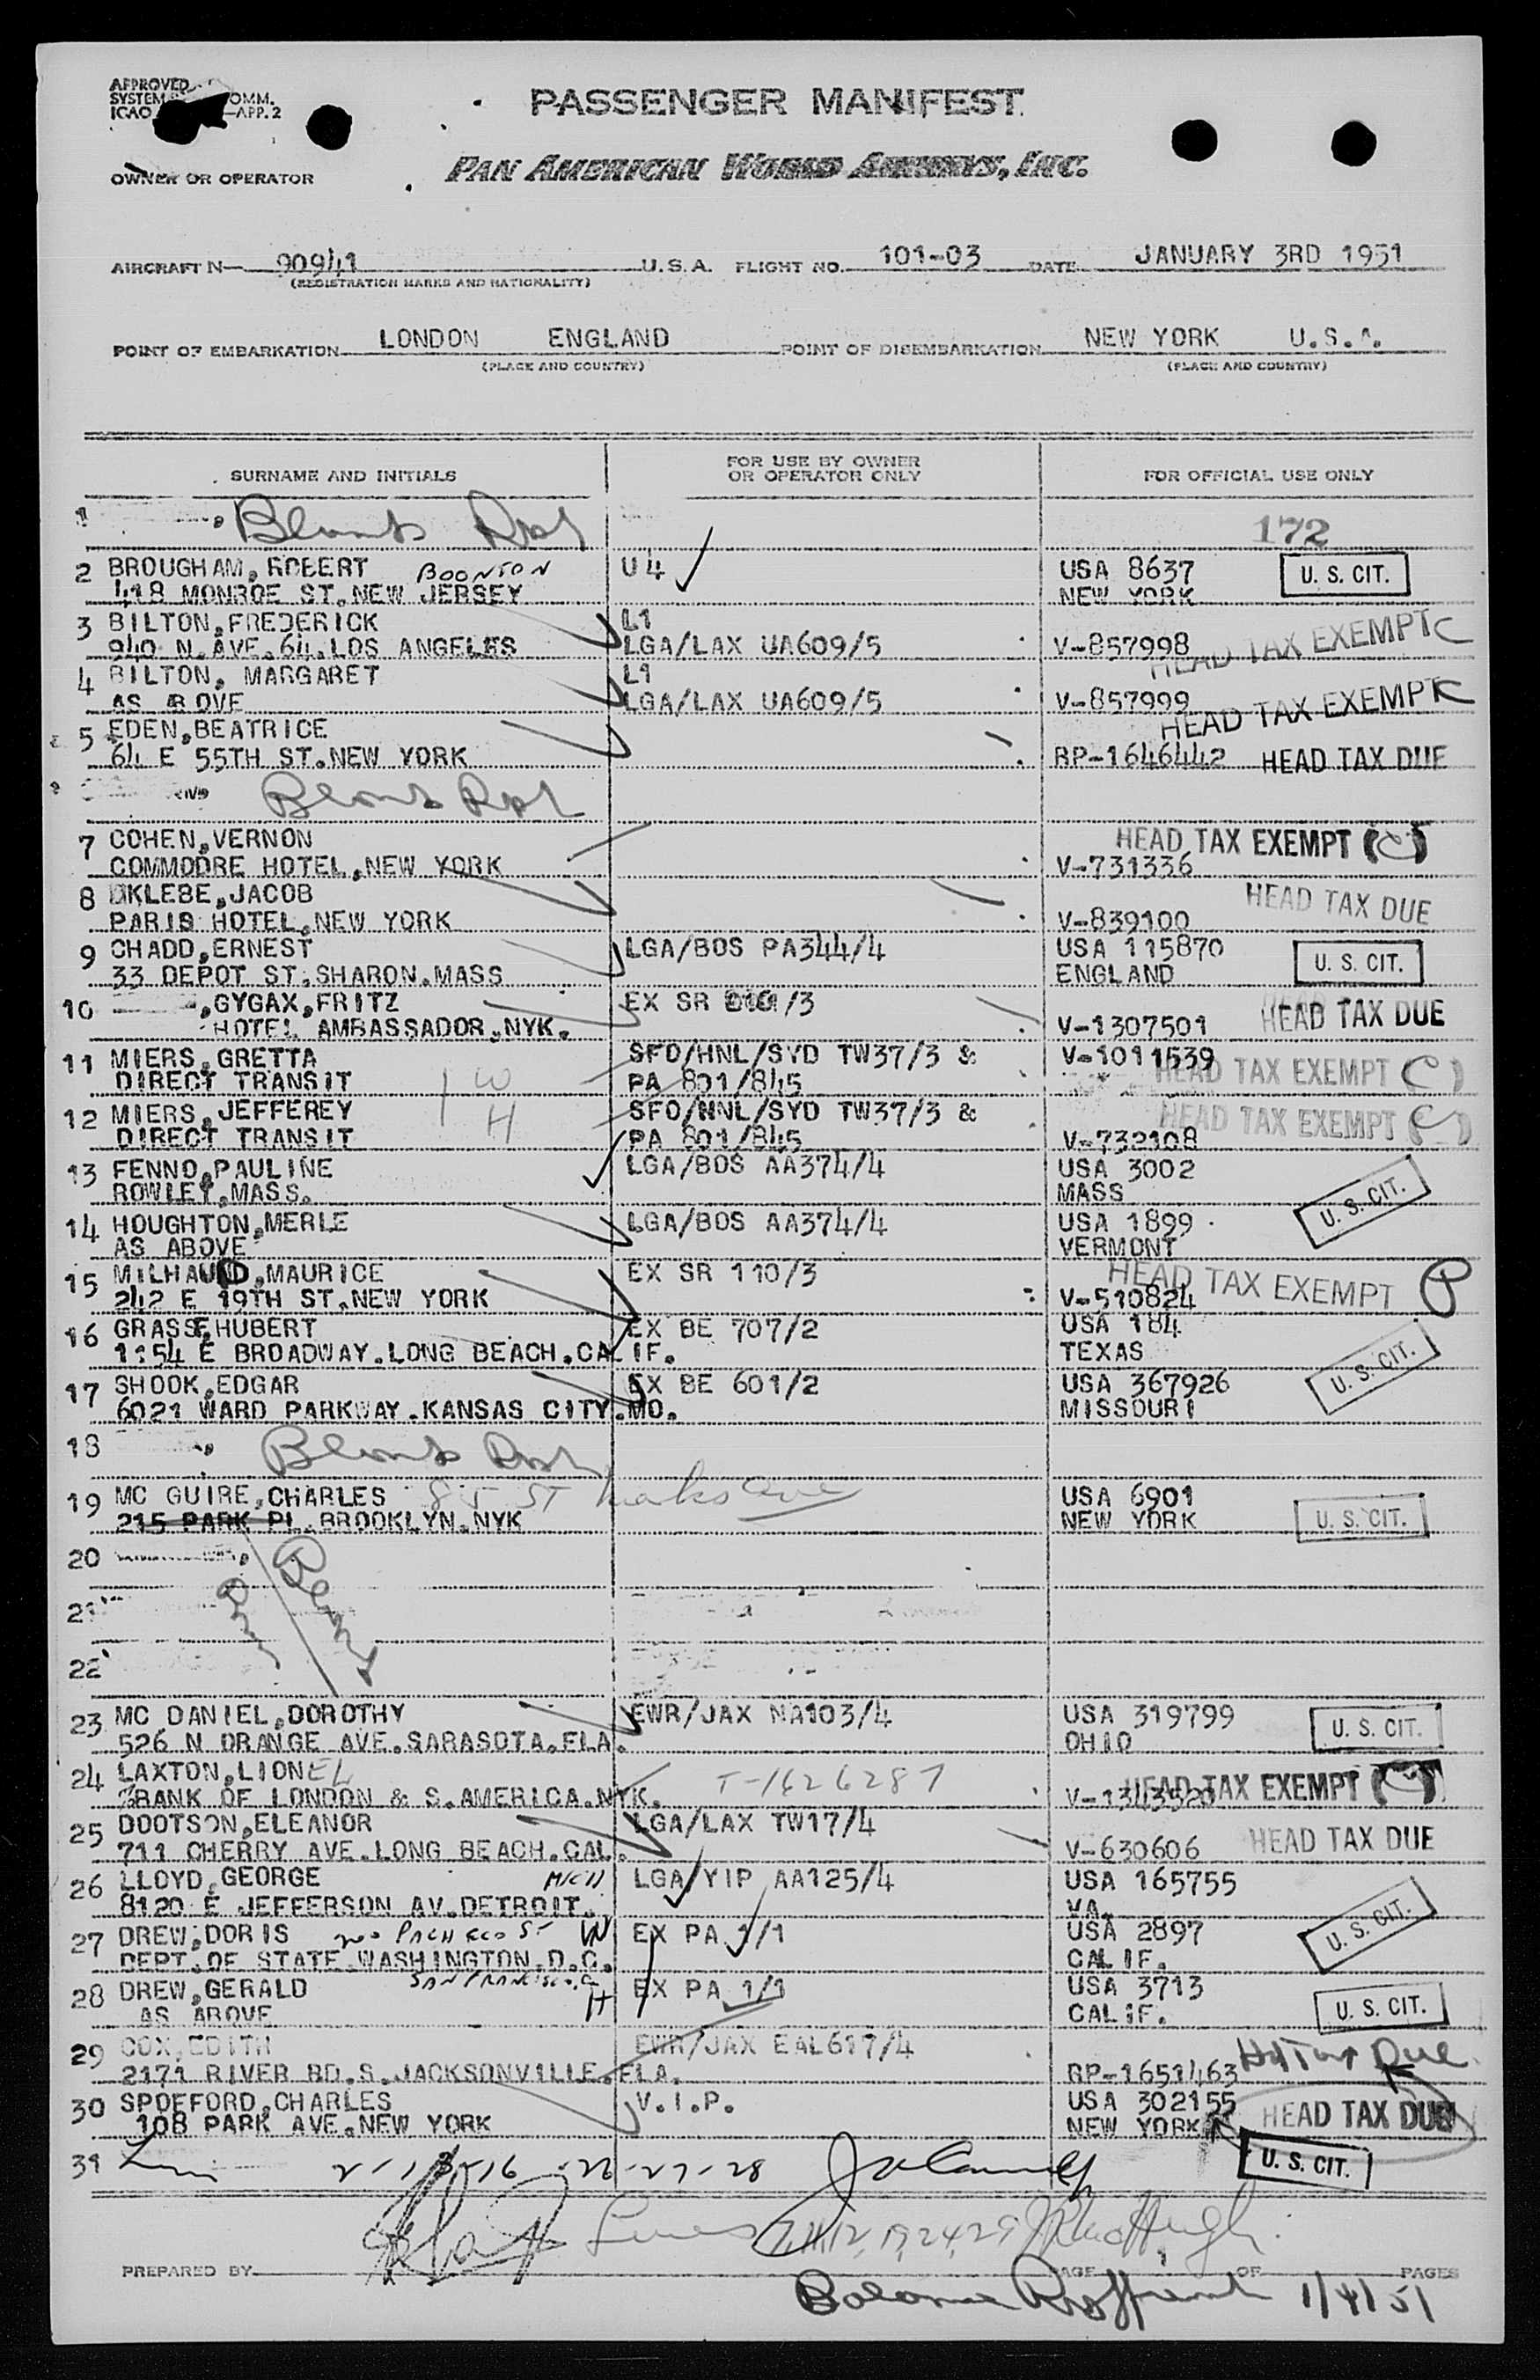 APPROVED
SYSTEM OMM.
ICAO —APP. 2
PASSENGER MANIFEST
OWNER OR OPERATOR
PAN AMERICAN WORLD AIRWAYS, INC.
AIRCRAFT N— 90941 U.S.A. FLIGHT NO. 101-03 DATE JANUARY 3RD 1951
(REGISTRATION MARKS AND NATIONALITY)
POINT OF EMBARKATION LONDON ENGLAND POINT OF DISEMBARKATION NEW YORK U.S.A.
(PLACE AND COUNTRY) (PLACE AND COUNTRY)
SURNAME AND INITIALS FOR USE BY OWNER OR OPERATOR ONLY FOR OFFICIAL USE ONLY
1 172
2 BROUGHAM, ROBERT BOONTON U4 USA 8637 U. S. CIT.
418 MONROE ST.NEW JERSEY NEW YORK
3 BILTON,FREDERICK L1
940 N.AVE.64.LOS ANGELES LGA/LAX UA609/5 V-857998 HEAD TAX EXEMPT C
4 BILTON, MARGARET L1
AS ABOVE LGA/LAX UA609/5 V-857999 HEAD TAX EXEMPT
5 EDEN,BEATRICE
64 E 55TH ST.NEW YORK RP-1646442 HEAD TAX DUE
7 COHEN,VERNON HEAD TAX EXEMPT (C)
COMMODRE HOTEL,NEW YORK V-731336
8 DKLEBE,JACOB HEAD TAX DUE
PARIS HOTEL,NEW YORK V-839100
9 CHADD,ERNEST LGA/BOS PA344/4 USA 115870 U. S. CIT.
33 DEPOT ST.SHARON.MASS ENGLAND
10 ,GYGAX,FRITZ EX SR /3
HOTEL AMBASSADOR,NYK. V-1307501 HEAD TAX DUE
11 MIERS,GRETTA W SFO/HNL/SYD TW37/3 & V-1011539
DIRECT TRANSIT PA 801/845 HEAD TAX EXEMPT (C)
12 MIERS,JEFFEREY H SFO/HNL/SYD TW37/3 & HEAD TAX EXEMPT (C)
DIRECT TRANSIT PA 801/845 V-732108
13 FENNO,PAULINE LGA/BOS AA374/4 USA 3002
ROWLEY,MASS. MASS U. S. CIT.
14 HOUGHTON,MERLE LGA/BOS AA374/4 USA 1899
AS ABOVE VERMONT
15 MILHAUD,MAURICE EX SR 110/3 HEAD TAX EXEMPT P
242 E 19TH ST.NEW YORK V-510824
16 GRASSE,HUBERT EX BE 707/2 USA 184
1154 E BROADWAY.LONG BEACH.CALIF. TEXAS U. S. CIT.
17 SHOOK,EDGAR EX BE 601/2 USA 367926
6021 WARD PARKWAY.KANSAS CITY.MO. MISSOURI
18
19 MC GUIRE,CHARLES 85 ST Marks Ave USA 6901
215 PARK PL.BROOKLYN.NYK NEW YORK U. S. CIT.
20
21
22
23 MC DANIEL,DOROTHY EWR/JAX NA103/4 USA 319799 U. S. CIT.
526 N ORANGE AVE.SARASOTA.FLA. OHIO
24 LAXTON,LIONEL T-1626287 HEAD TAX EXEMPT
%BANK OF LONDON & S.AMERICA.NYK.
25 DOOTSON,ELEANOR LGA/LAX TW17/4
711 CHERRY AVE.LONG BEACH.CAL. V-630606 HEAD TAX DUE
26 LLOYD,GEORGE MICH LGA/YIP AA125/4 USA 165755
8120 E JEFFERSON AV.DETROIT. VA. U. S. CIT.
27 DREW,DORIS PACHECO ST W EX PA 1/1 USA 2897
DEPT.OF STATE.WASHINGTON.D.C. CALIF.
28 DREW,GERALD SAN FRANCISCO H EX PA 1/1 USA 3713
AS ABOVE CALIF. U. S. CIT.
29 COX,EDITH EWR/JAX EAL617/4 Hd Tax Due
2171 RIVER RD.S.JACKSONVILLE.FLA. RP-1651463
30 SPOFFORD,CHARLES V.I.P. USA 302155 HEAD TAX DUE
108 PARK AVE.NEW YORK NEW YORK
31 U. S. CIT.
PREPARED BY PAGE 1 OF PAGES
1/4/51